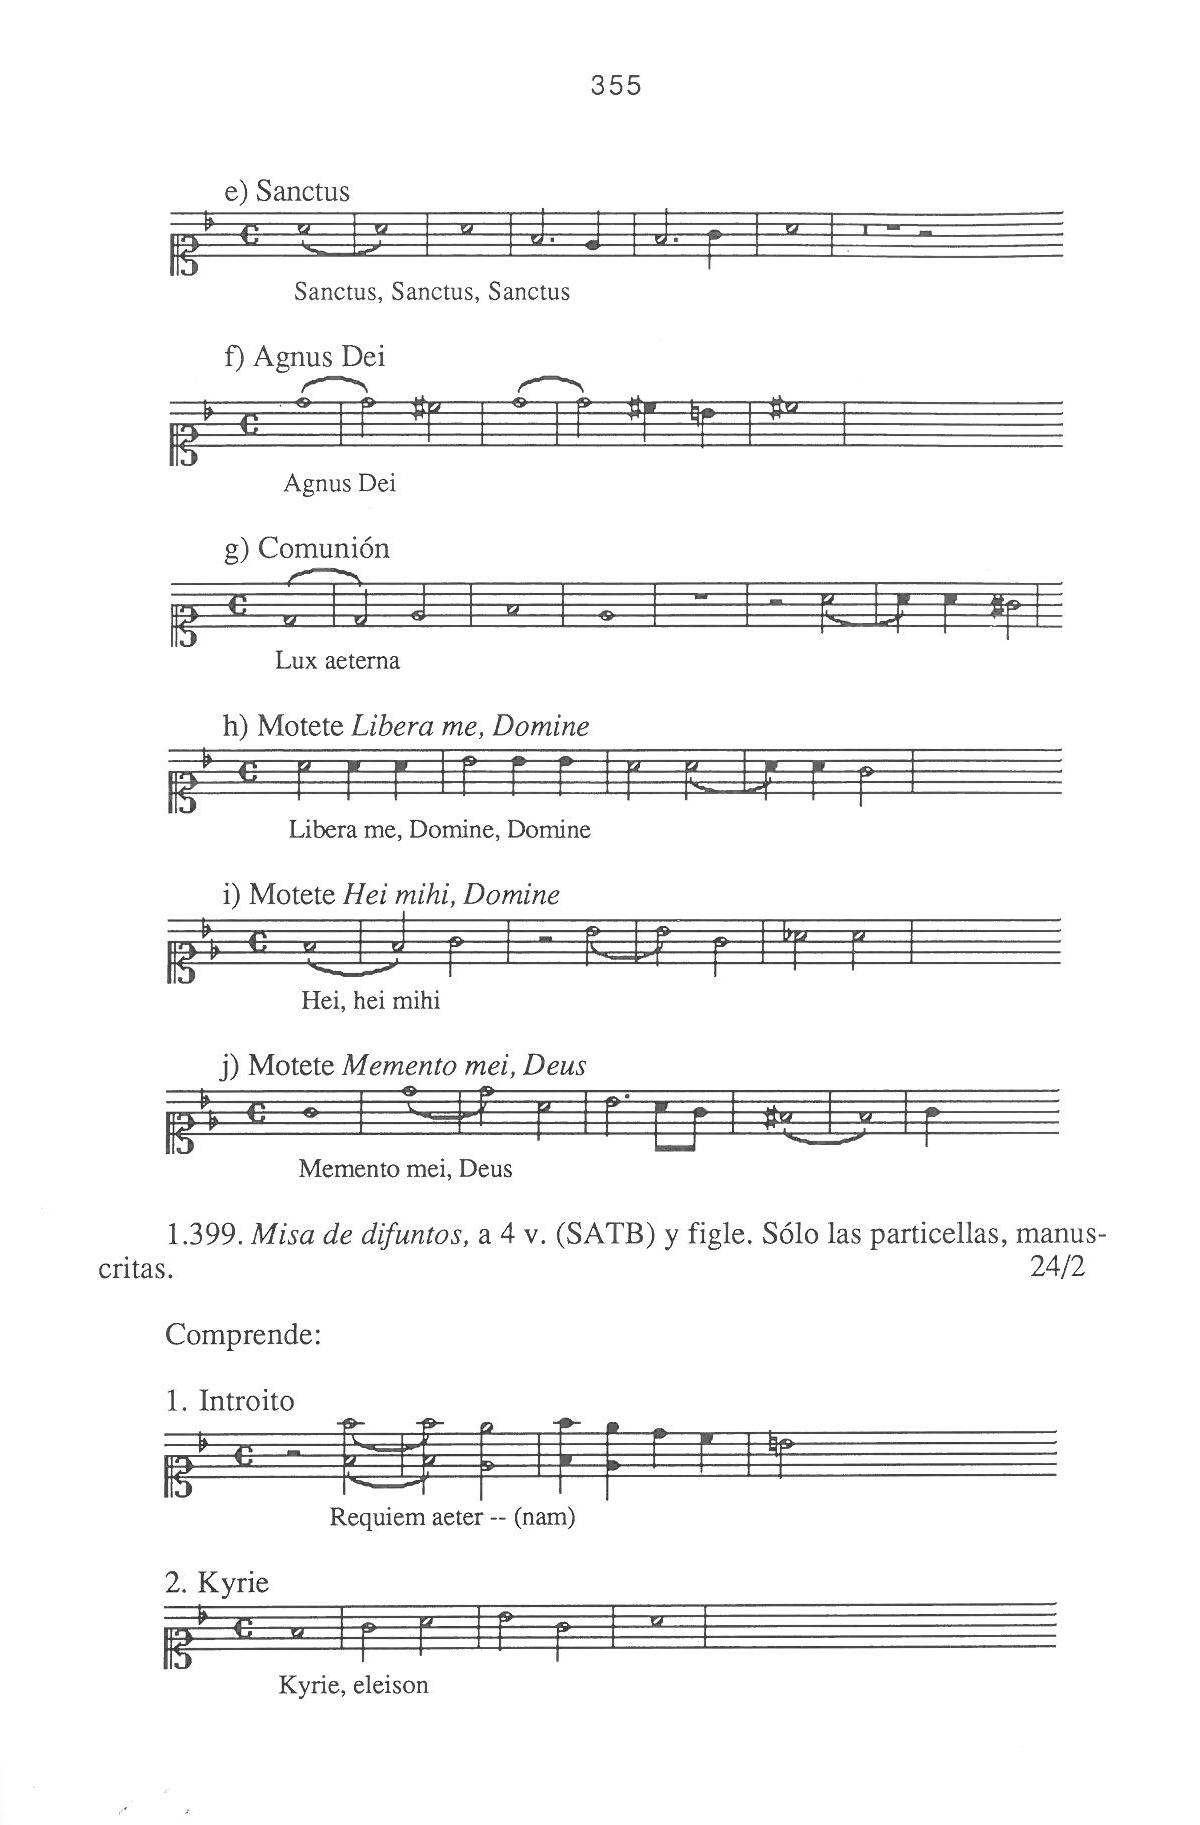 355
e) Sanctus
Sanctus, Sanctus, Sanctus
f) Agnus Dei
Agnus Dei
g) Comunión
Lux aeterna
h) Motete Libera me, Domine
Libera me, Domine, Domine
i) Motete Hei mihi, Domine
Hei, hei mihi
j) Motete Memento mei, Deus
Memento mei, Deus
1.399. Misa de difuntos, a 4 v. (SATB) y figle. Sólo las particellas, manus-
critas. 24/2
Comprende:
1. Introito
Requiem aeter -- (nam)
2. Kyrie
Kyrie, eleison